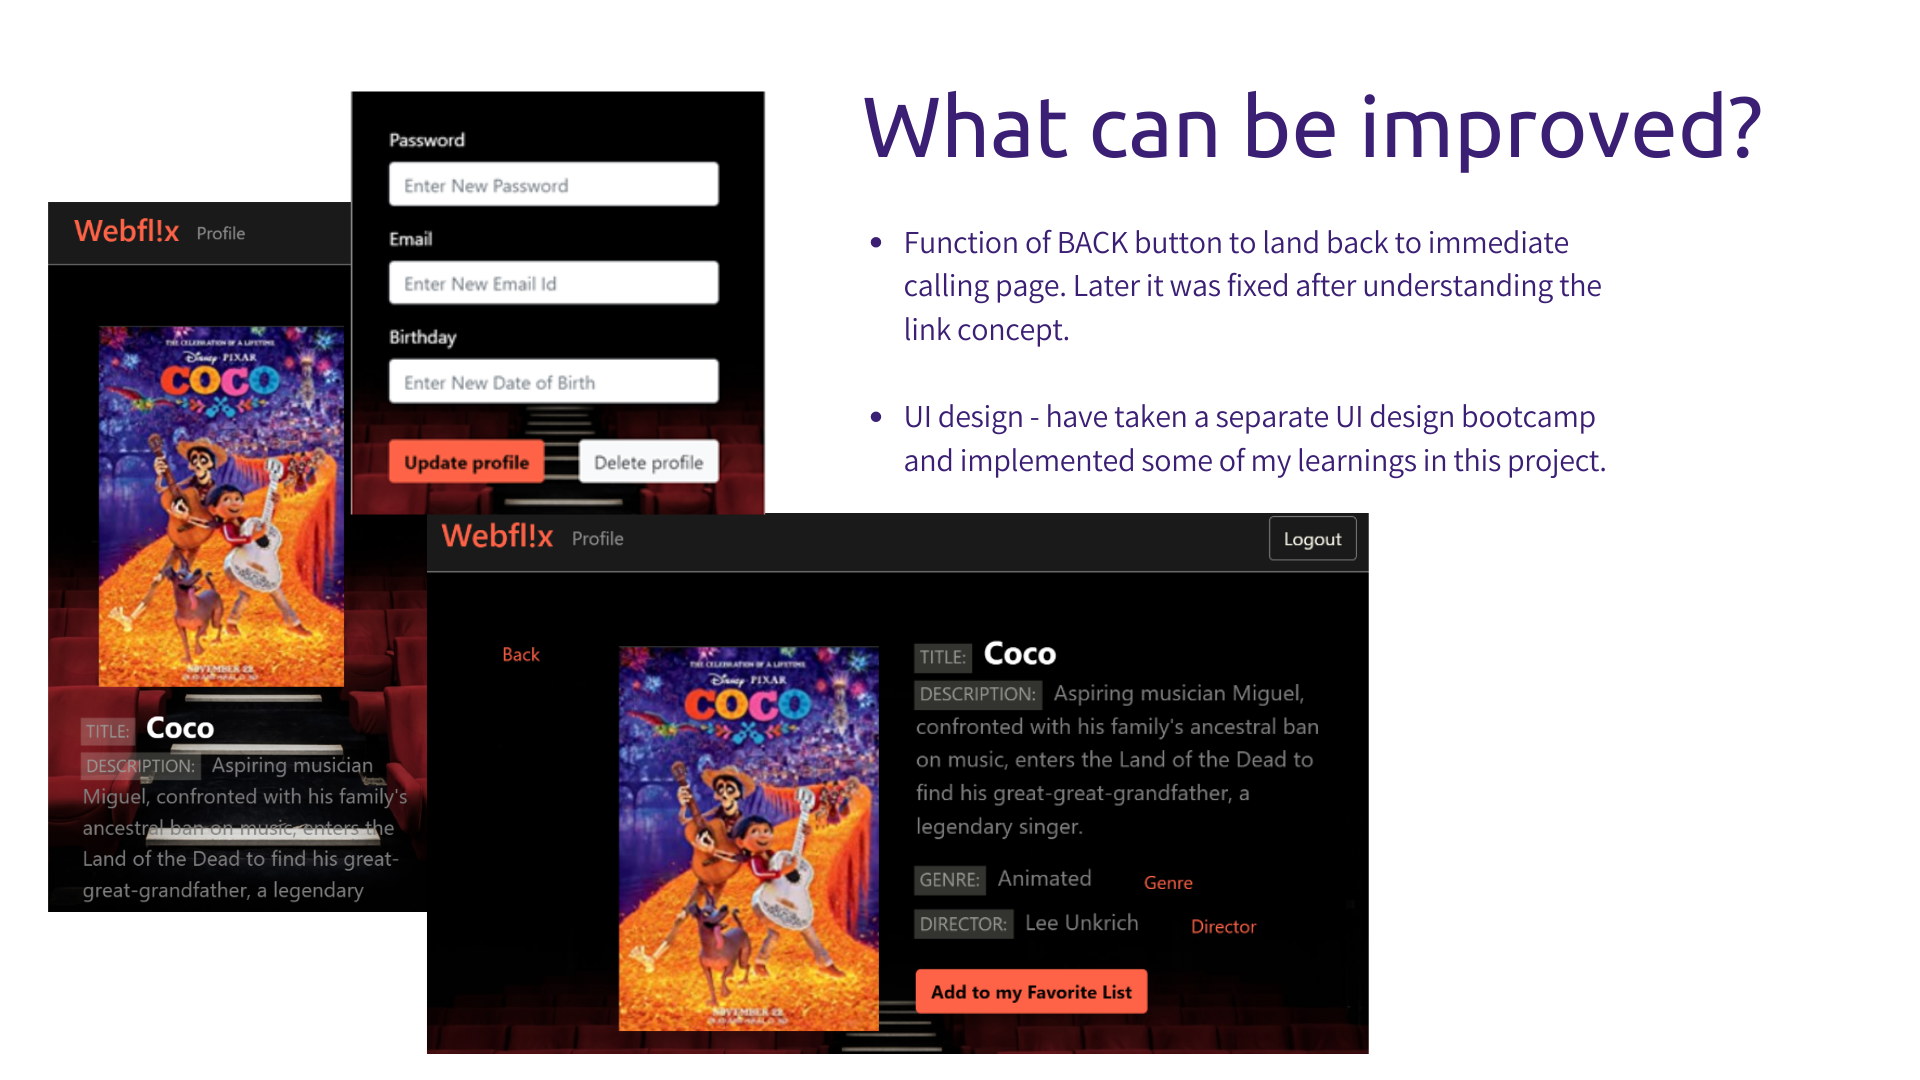 What can be improved?
• Function of BACK button to land back to immediate
calling page. Later it was fixed after understanding the
link concept.
• UI design - have taken a separate UI design bootcamp
and implemented some of my learnings in this project.
Password
Enter New Password
Email
Enter New Email Id
Birthday
Enter New Date of Birth
Update profile Delete profile
Webfl!x Profile
THE CELEBRATION OF A LIFETIME
Disney·PIXAR
COCO
NOVEMBER 22
TITLE: Coco
DESCRIPTION: Aspiring musician
Miguel, confronted with his family's
ancestral ban on music, enters the
Land of the Dead to find his great-
great-grandfather, a legendary
Webfl!x Profile Logout
Back
THE CELEBRATION OF A LIFETIME
Disney·PIXAR
COCO
NOVEMBER 22
TITLE: Coco
DESCRIPTION: Aspiring musician Miguel,
confronted with his family's ancestral ban
on music, enters the Land of the Dead to
find his great-great-grandfather, a
legendary singer.
GENRE: Animated Genre
DIRECTOR: Lee Unkrich Director
Add to my Favorite List